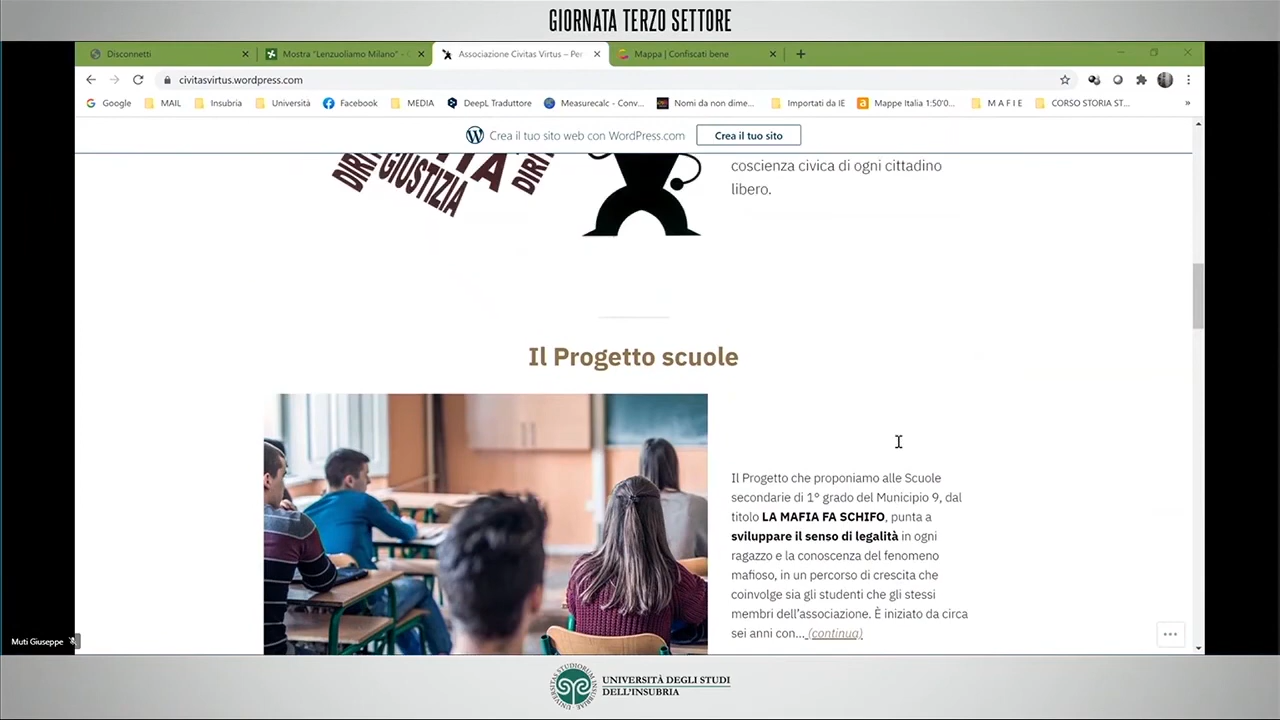 GIORNATA TERZO SETTORE
Disconnetti
Mostra "Lenzuoliamo Milano" -
Associazione Civitas Virtus – Per
Mappa | Confiscati bene
civitasvirtus.wordpress.com
Google MAIL Insubria Università Facebook MEDIA DeepL Traduttore Measurecalc - Conv... Nomi da non dime... Importati da IE Mappe Italia 1:50'0... M A F I E CORSO STORIA ST... »
Crea il tuo sito web con WordPress.com Crea il tuo sito
DIRI
GIUSTIZIA
DIRI
coscienza civica di ogni cittadino
libero.
Il Progetto scuole
Il Progetto che proponiamo alle Scuole
secondarie di 1° grado del Municipio 9, dal
titolo LA MAFIA FA SCHIFO, punta a
sviluppare il senso di legalità in ogni
ragazzo e la conoscenza del fenomeno
mafioso, in un percorso di crescita che
coinvolge sia gli studenti che gli stessi
membri dell'associazione. È iniziato da circa
sei anni con... (continua)
Muti Giuseppe
UNIVERSITÀ DEGLI STUDI
DELL'INSUBRIA